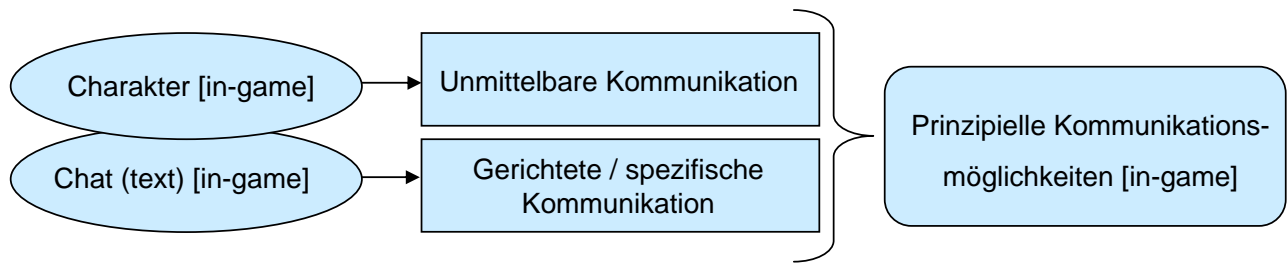 Charakter [in-game]
Unmittelbare Kommunikation
Chat (text) [in-game]
Gerichtete / spezifische
Kommunikation
Prinzipielle Kommunikations-
möglichkeiten [in-game]